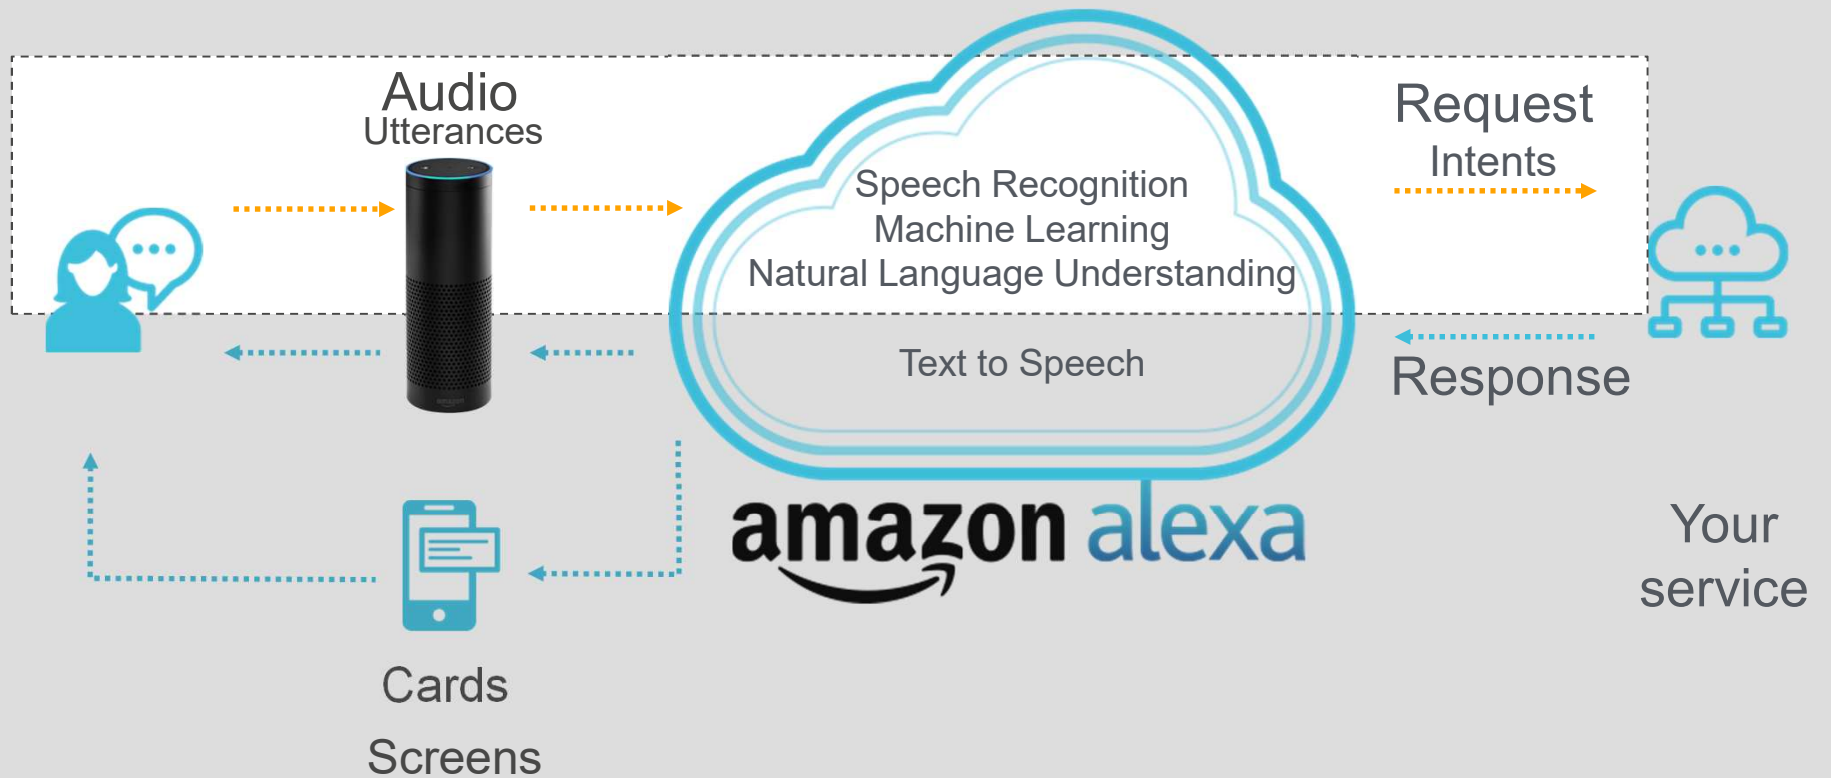 Audio
Utterances
Speech Recognition
Machine Learning
Natural Language Understanding
Request
Intents
Text to Speech
Response
amazon
amazon alexa
Your
service
Cards
Screens